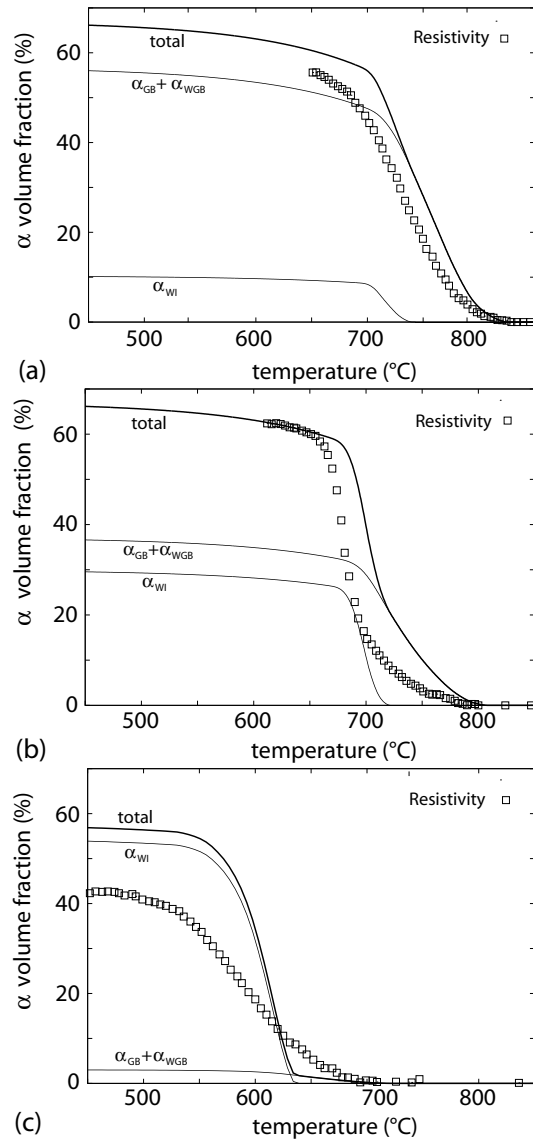 60
40
20
0
α volume fraction (%)
total
Resistivity
αGB+ αWGB
αWI
500
600
700
800
temperature (°C)
(a)
60
40
20
0
α volume fraction (%)
total
Resistivity
αGB+αWGB
αWI
500
600
700
800
temperature (°C)
(b)
60
40
20
0
α volume fraction (%)
total
Resistivity
αWI
αGB+αWGB
500
600
700
800
temperature (°C)
(c)